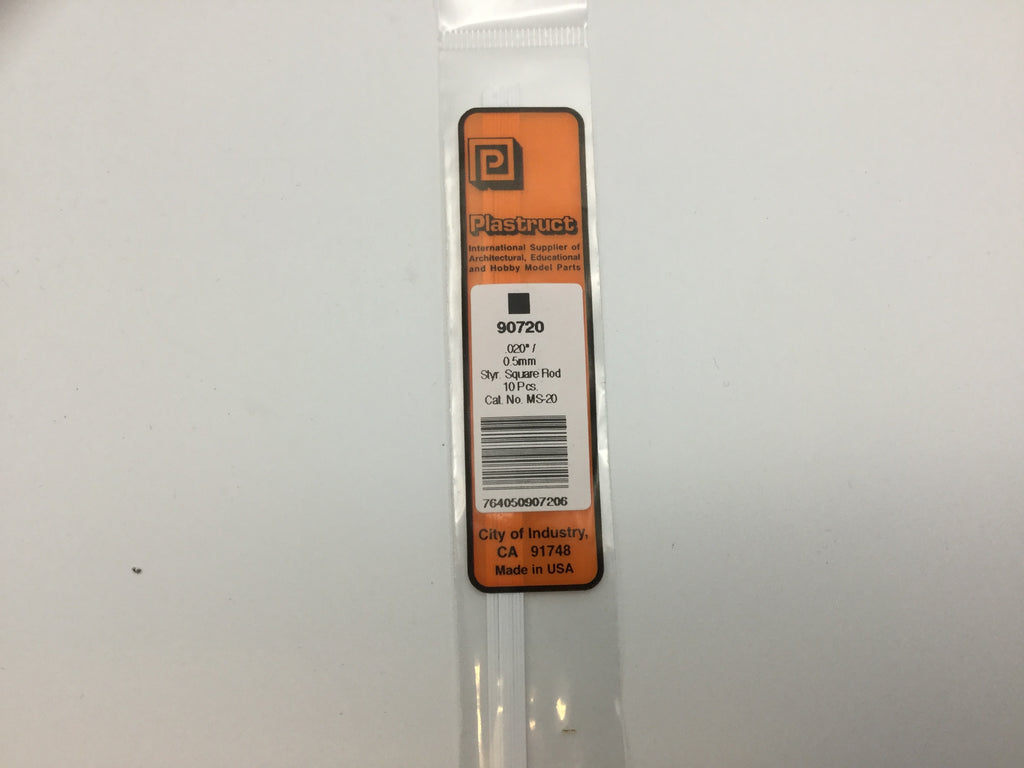 P
Plastruct
International Supplier of
Architectural, Educational
and Hobby Model Parts
90720
.020" /
0.5mm
Styr. Square Rod
10 Pcs.
Cat. No. MS-20
764050907206
City of Industry,
CA 91748
Made in USA